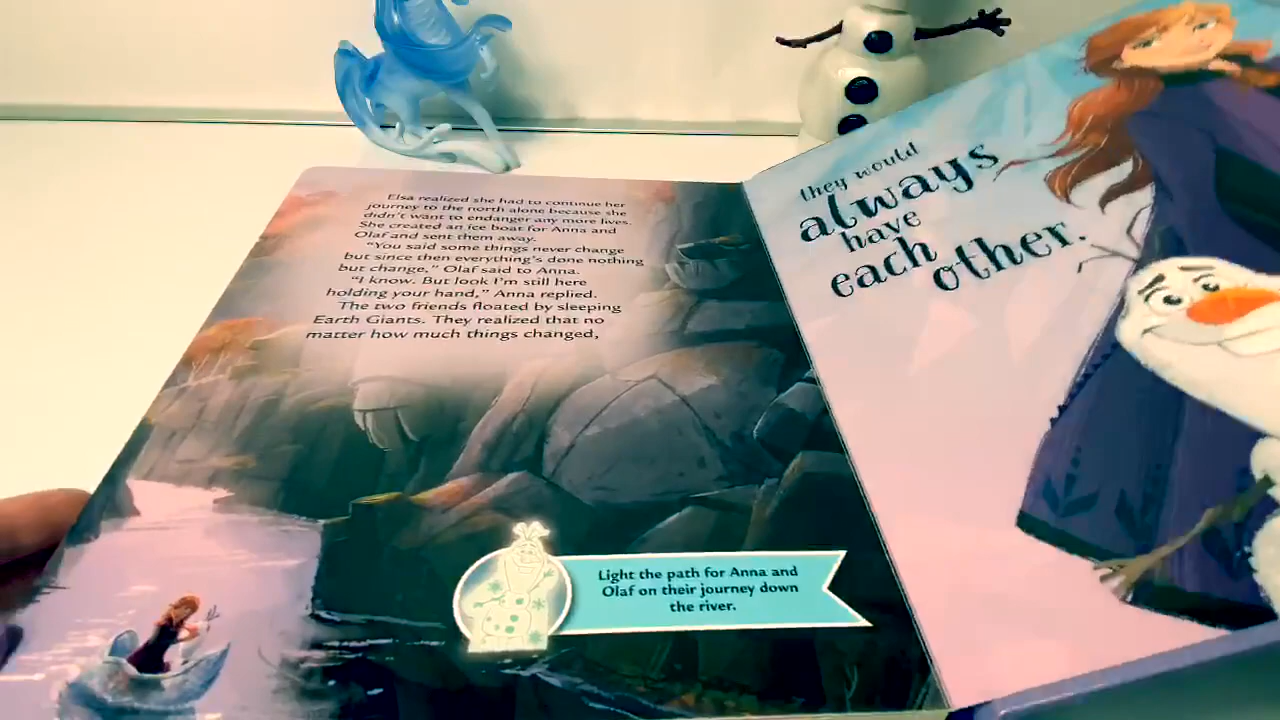 Elsa realized she had to continue her
journey to the north alone because she
didn't want to endanger any more lives.
She created an ice boat for Anna and
Olaf and sent them away.
"You said some things never change
but since then everything's done nothing
but change," Olaf said to Anna.
"I know. But look I'm still here
holding your hand," Anna replied.
The two friends floated by sleeping
Earth Giants. They realized that no
matter how much things changed,
they would
always
have
each
other.
Light the path for Anna and
Olaf on their journey down
the river.